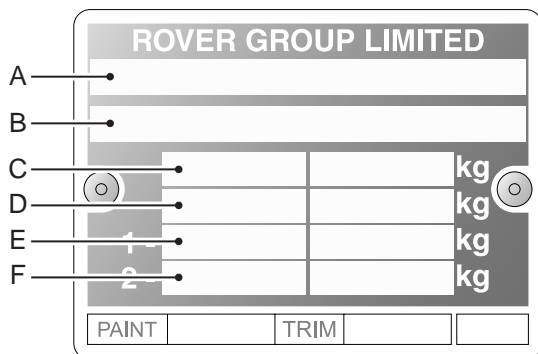 ROVER GROUP LIMITED
A
B
C kg
D kg
E 1 - kg
F 2 - kg
PAINT TRIM